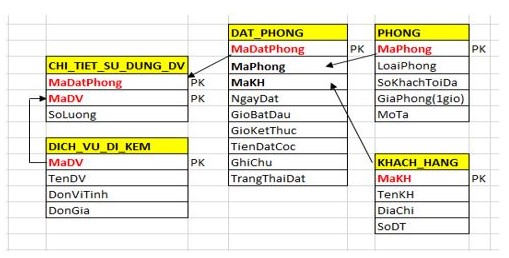 DAT_PHONG
MaDatPhong PK
MaPhong
MaKH
NgayDat
GioBatDau
GioKetThuc
TienDatCoc
GhiChu
TrangThaiDat
PHONG
MaPhong PK
LoaiPhong
SoKhachToiDa
GiaPhong(1gio)
MoTa
CHI_TIET_SU_DUNG_DV
MaDatPhong PK
MaDV PK
SoLuong
DICH_VU_DI_KEM
MaDV PK
TenDV
DonViTinh
DonGia
KHACH_HANG
MaKH PK
TenKH
DiaChi
SoDT